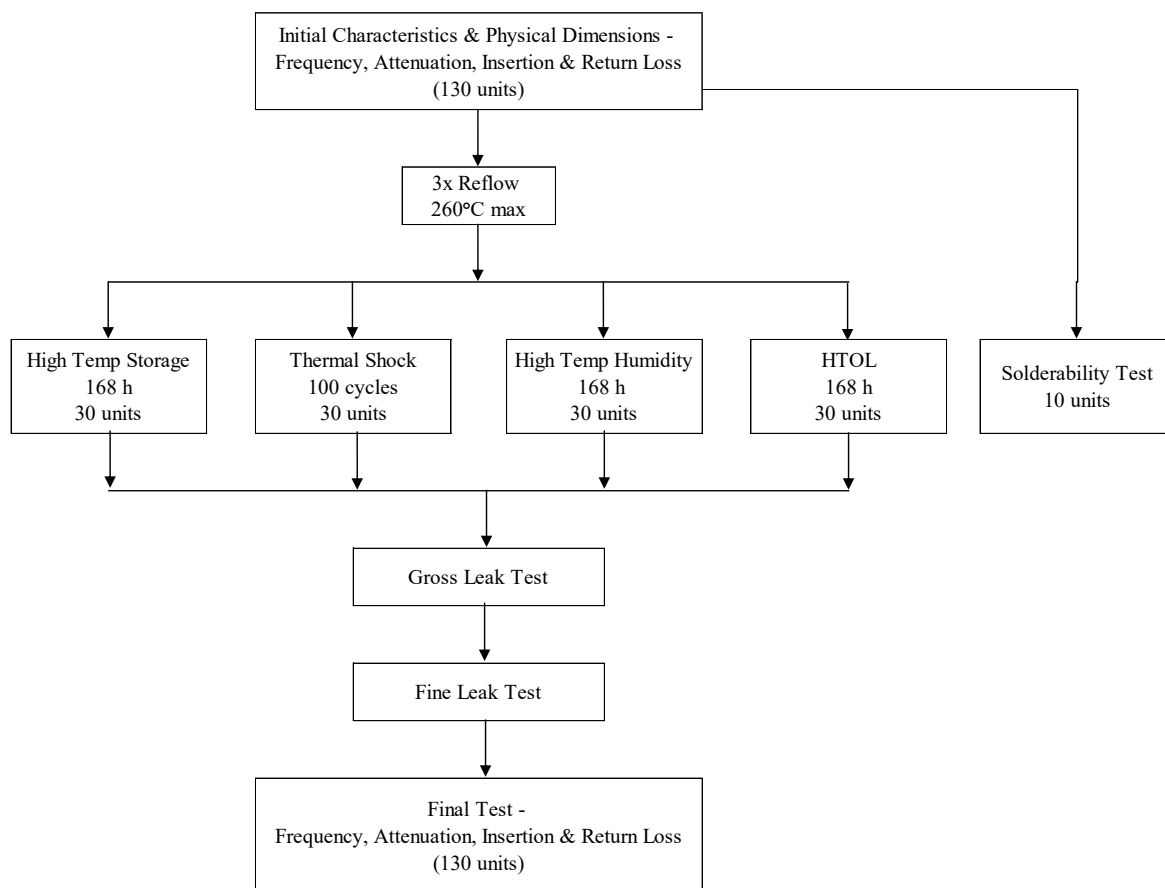 Initial Characteristics & Physical Dimensions -
Frequency, Attenuation, Insertion & Return Loss
(130 units)
3x Reflow
260°C max
High Temp Storage
168 h
30 units
Thermal Shock
100 cycles
30 units
High Temp Humidity
168 h
30 units
HTOL
168 h
30 units
Solderability Test
10 units
Gross Leak Test
Fine Leak Test
Final Test -
Frequency, Attenuation, Insertion & Return Loss
(130 units)